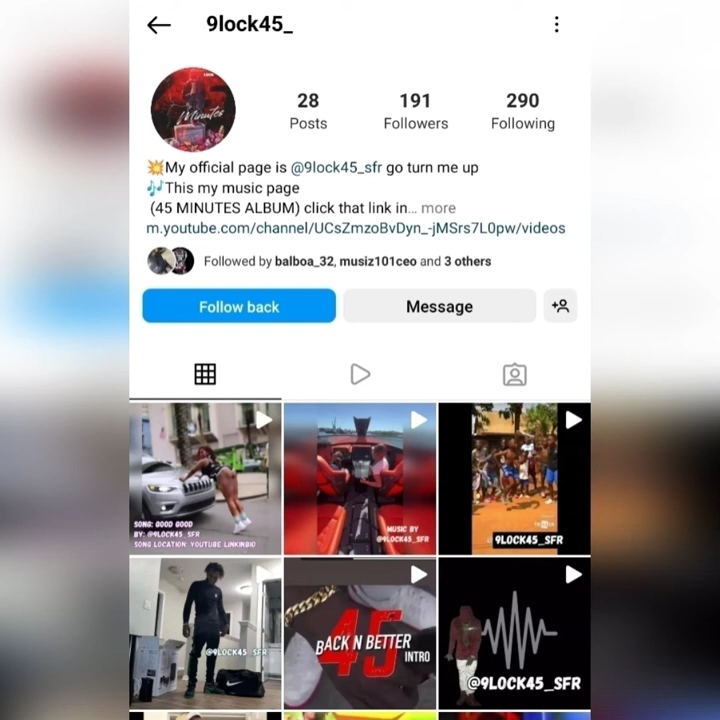 9lock45_
Minutes
28
191
290
Posts
Followers
Following
💥My official page is @9lock45_sfr go turn me up
🎶This my music page
(45 MINUTES ALBUM) click that link in... more
m.youtube.com/channel/UCsZmzoBvDyn_-jMSrs7L0pw/videos
Followed by balboa_32, musiz101ceo and 3 others
Follow back
Message
SONG: GOOD GOOD
BY: @9LOCK45_SFR
SONG LOCATION: YOUTUBE LINKINBIO
MUSIC BY
@9LOCK45_SFR
9LOCK45_SFR
@9LOCK45_SFR
45
BACK N BETTER
INTRO
@9LOCK45_SFR